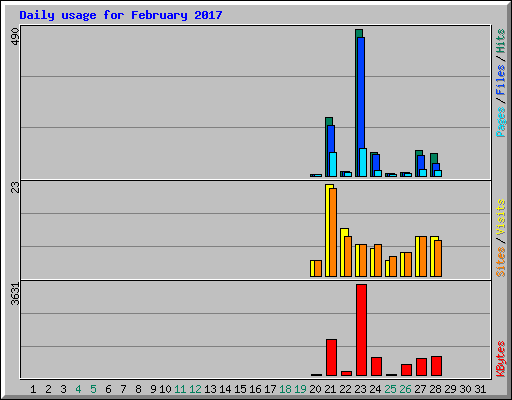 Daily usage for February 2017
490
23
3631
Pages / Files / Hits
Sites / Visits
KBytes
1 2 3 4 5 6 7 8 9 10 11 12 13 14 15 16 17 18 19 20 21 22 23 24 25 26 27 28 29 30 31